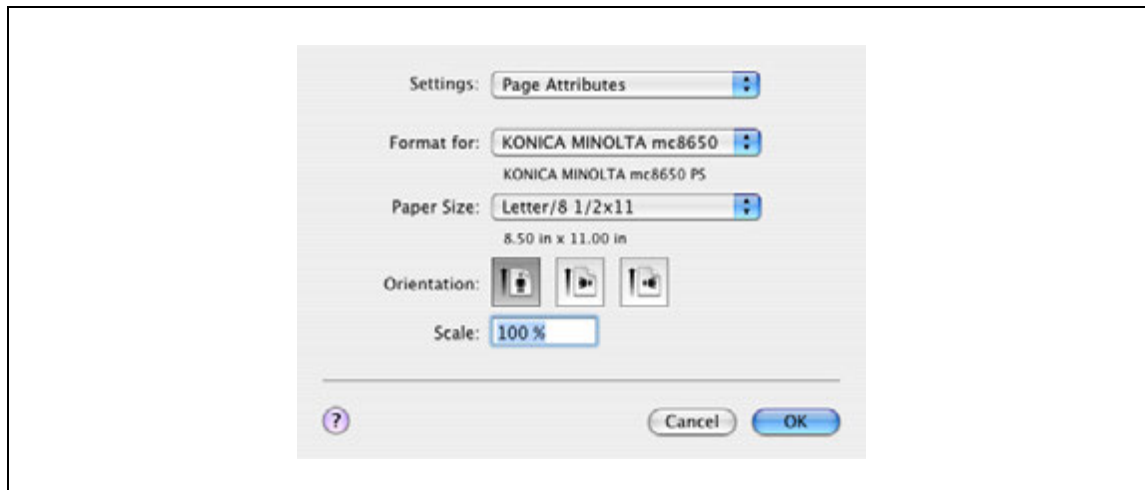 Settings: Page Attributes
Format for: KONICA MINOLTA mc8650
KONICA MINOLTA mc8650 PS
Paper Size: Letter/8 1/2x11
8.50 in x 11.00 in
Orientation:
Scale: 100 %
? Cancel OK